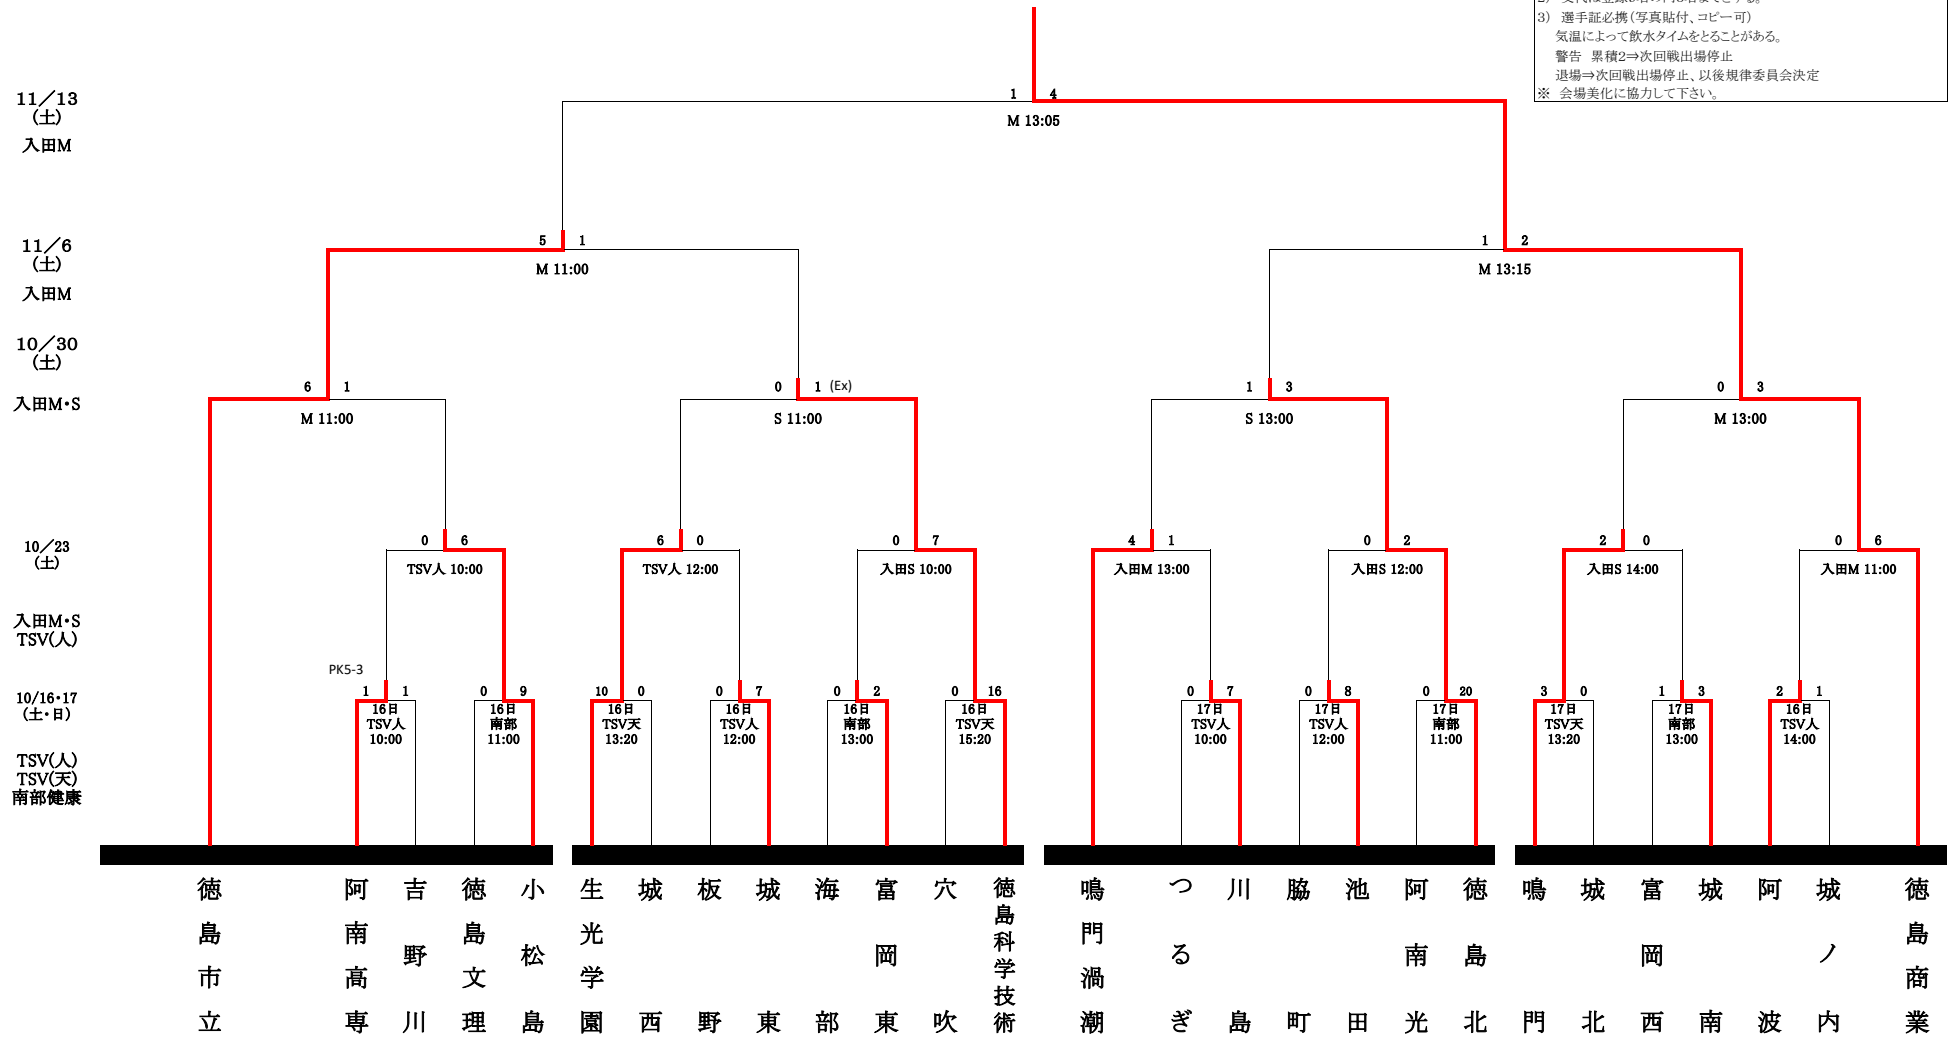 3) 選手証必携(写真貼付、コピー可)
気温によって飲水タイムをとることがある。
警告 累積2⇒次回戦出場停止
退場⇒次回戦出場停止、以後規律委員会決定
※ 会場美化に協力して下さい。
11/13
(土)
入田M
1 4
M 13:05
11/6
(土)
入田M
5 1
M 11:00
1 2
M 13:15
10/30
(土)
入田M・S
6 1
M 11:00
0 1 (Ex)
S 11:00
1 3
S 13:00
0 3
M 13:00
10/23
(土)
入田M・S
TSV(人)
0 6
TSV人 10:00
6 0
TSV人 12:00
0 7
入田S 10:00
4 1
入田M 13:00
0 2
入田S 12:00
2 0
入田S 14:00
0 6
入田M 11:00
10/16・17
(土・日)
TSV(人)
TSV(天)
南部健康
PK5-3
1 1
16日
TSV人
10:00
0 9
16日
南部
11:00
10 0
16日
TSV天
13:20
0 7
16日
TSV人
12:00
0 2
16日
南部
13:00
0 16
16日
TSV天
15:20
0 7
17日
TSV人
10:00
0 8
17日
TSV人
12:00
0 20
17日
南部
11:00
3 0
17日
TSV天
13:20
1 3
17日
南部
13:00
2 1
16日
TSV人
14:00
徳島市立
阿南高専
吉野川
徳島文理
小松島
生光学園
城西
板野
城東
海部
富岡東
穴吹
徳島科学技術
鳴門渦潮
つるぎ
川島
脇町
池田
阿南光
徳島北
鳴門
城北
富岡西
城南
阿波
城ノ内
徳島商業